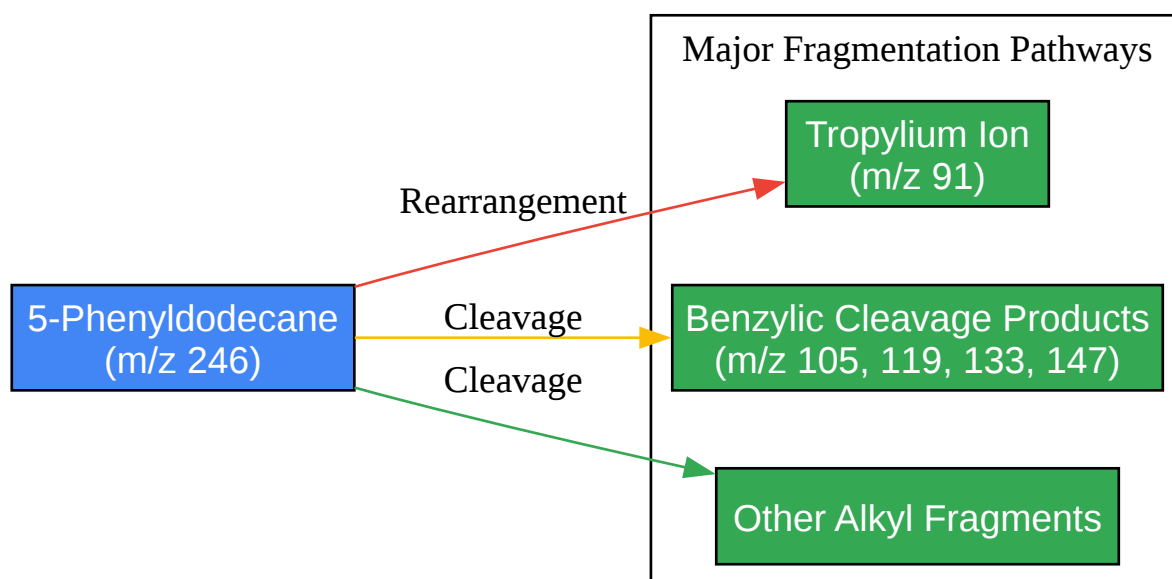 Major Fragmentation Pathways
Tropylium Ion
(m/z 91)
Rearrangement
5-Phenyldodecane
(m/z 246)
Cleavage
Benzylic Cleavage Products
(m/z 105, 119, 133, 147)
Cleavage
Other Alkyl Fragments